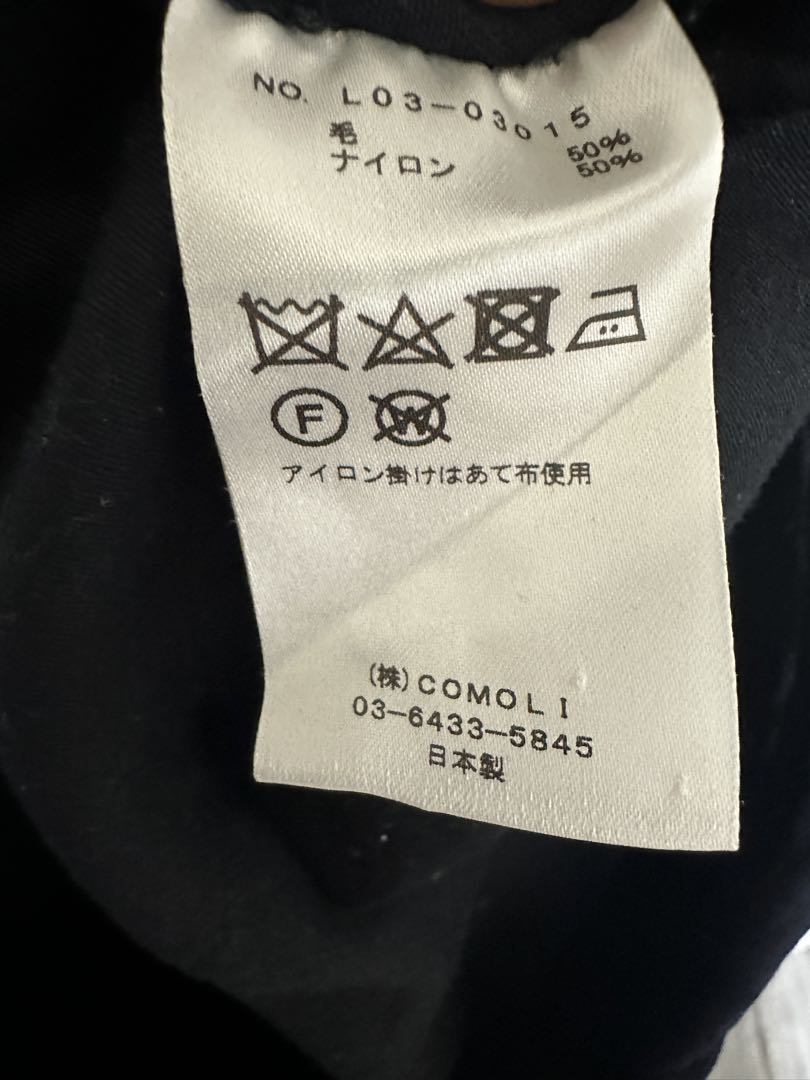 NO. L03-03015
毛 50%
ナイロン 50%
F W
アイロン掛けはあて布使用
(株)COMOLI
03-6433-5845
日本製